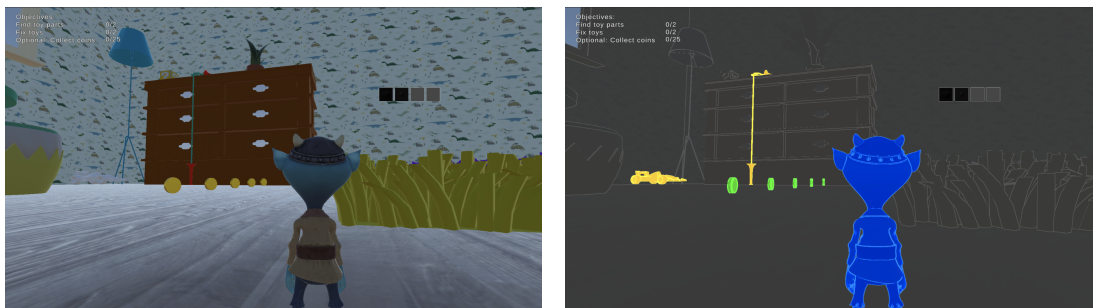 Objectives:
Find toy parts 0/2
Fix toys 0/2
Optional: Collect coins 0/25
Objectives:
Find toy parts 0/2
Fix toys 0/2
Optional: Collect coins 0/25